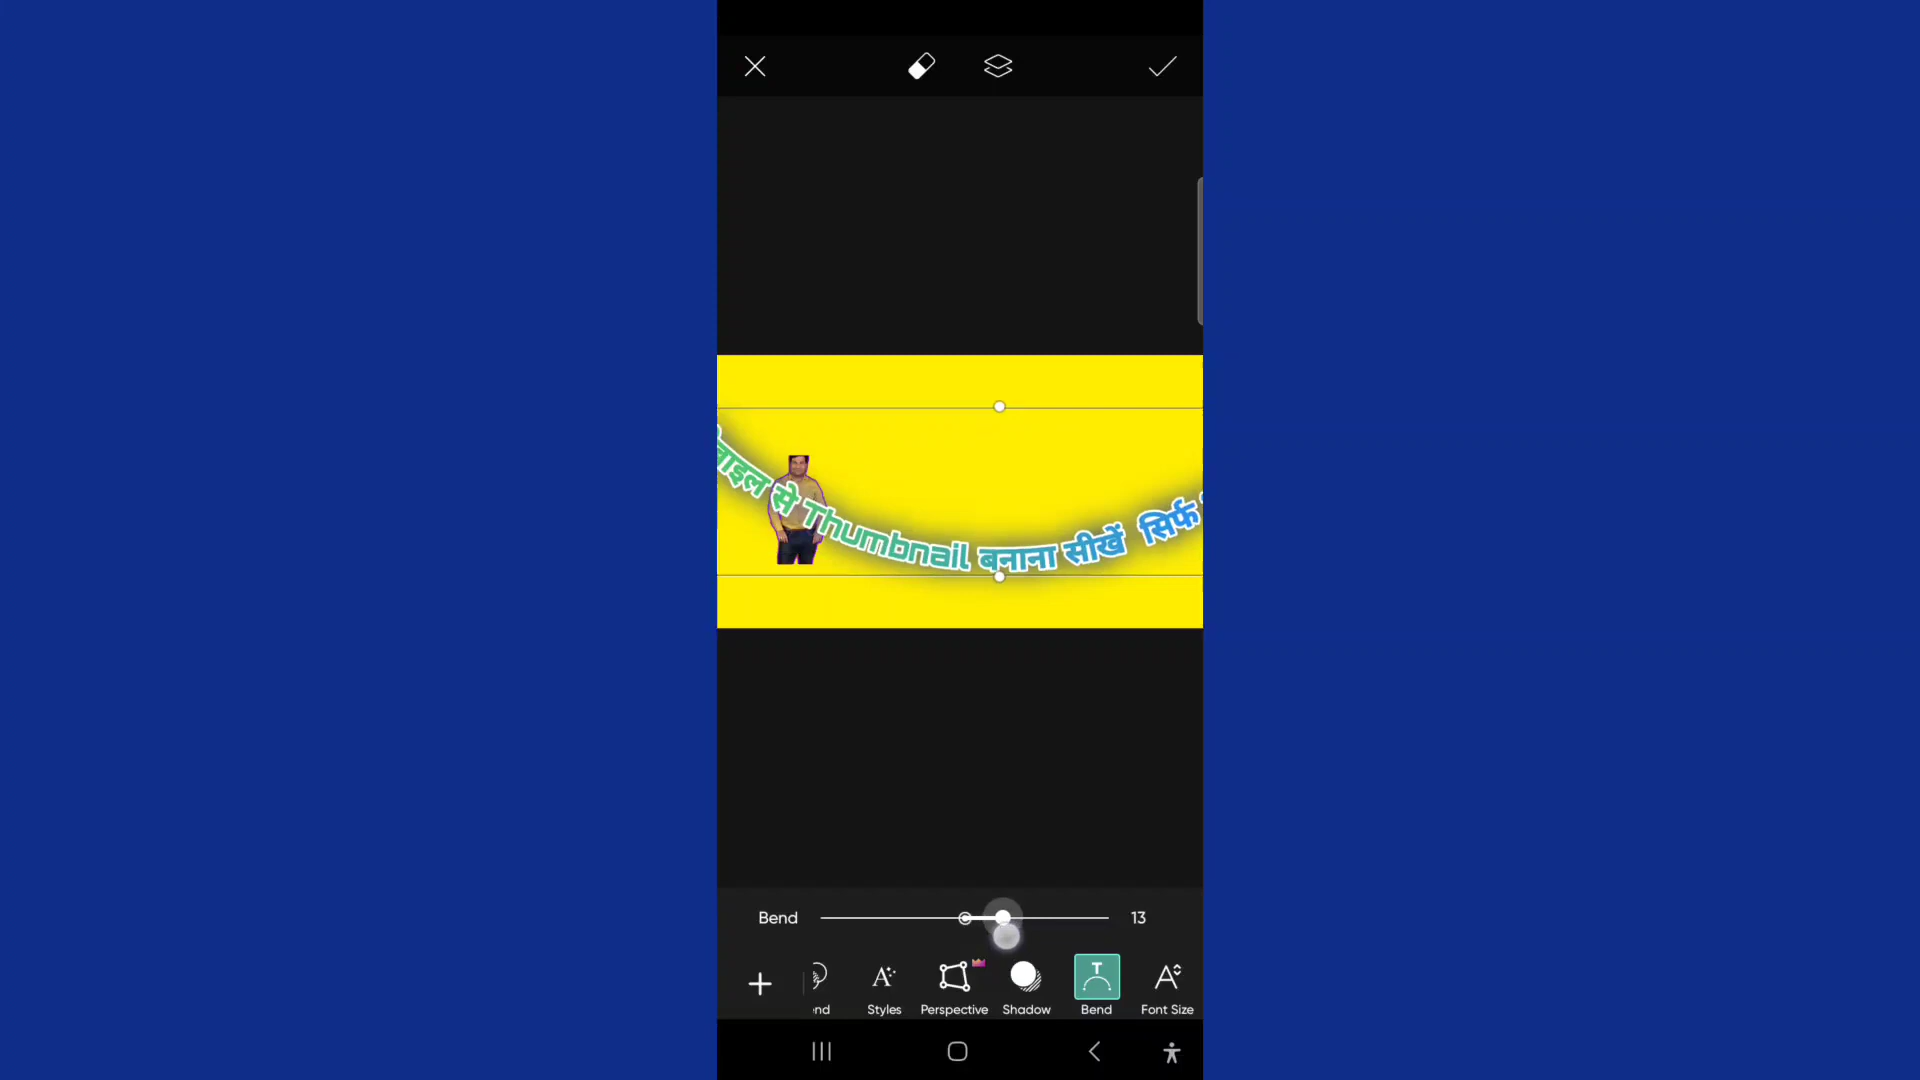 से Thumbnail बनाना सीखें सिर्फ
Bend 13
Styles Perspective Shadow Bend Font Size